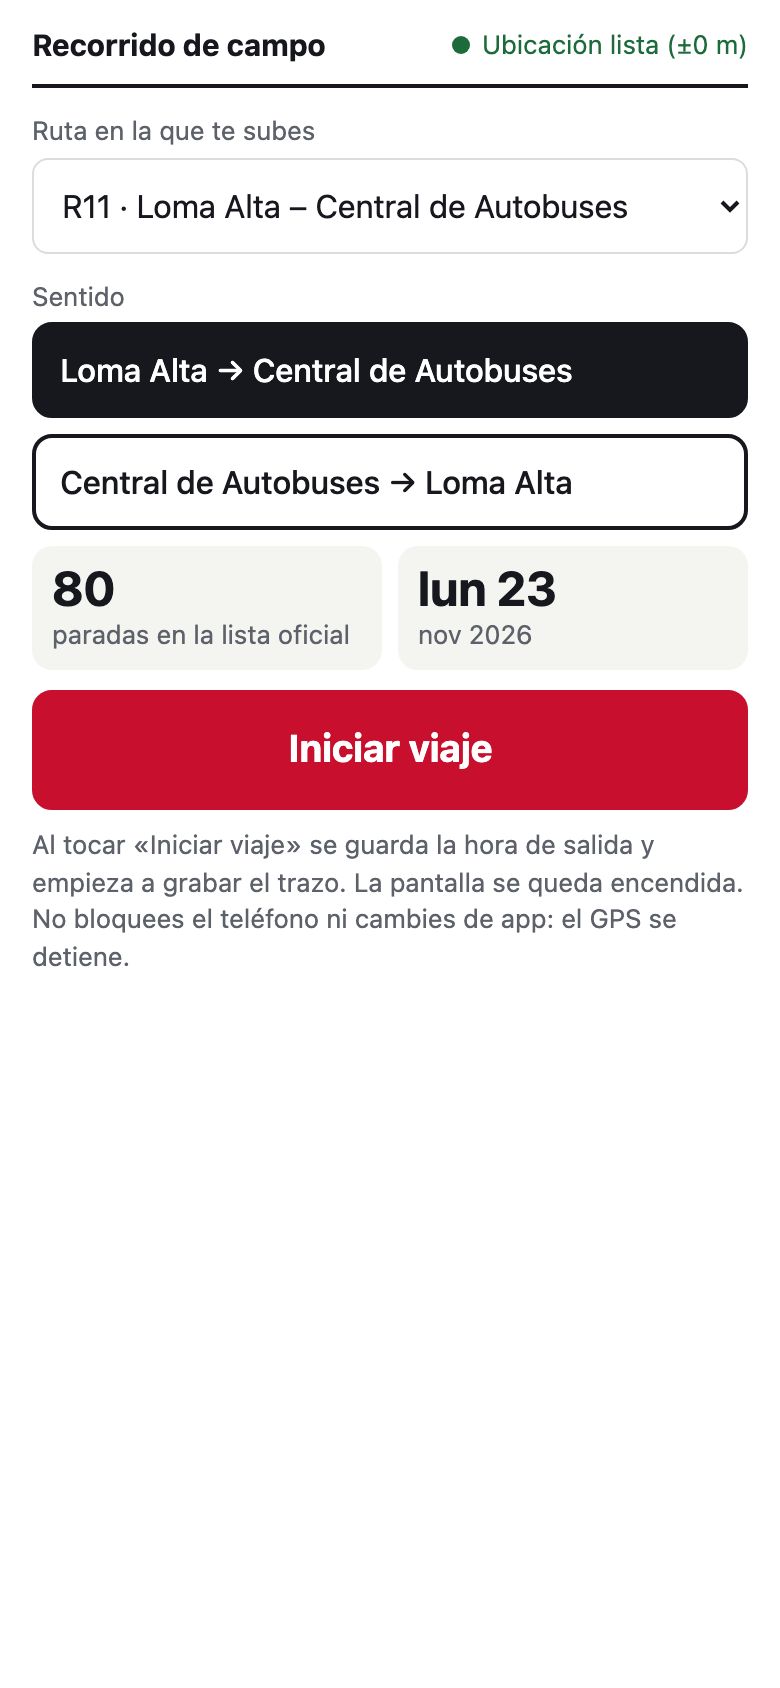 Recorrido de campo
Ubicación lista (±0 m)
Ruta en la que te subes
R11 · Loma Alta – Central de Autobuses
Sentido
Loma Alta → Central de Autobuses
Central de Autobuses → Loma Alta
80
paradas en la lista oficial
lun 23
nov 2026
Iniciar viaje
Al tocar «Iniciar viaje» se guarda la hora de salida y
empieza a grabar el trazo. La pantalla se queda encendida.
No bloquees el teléfono ni cambies de app: el GPS se
detiene.